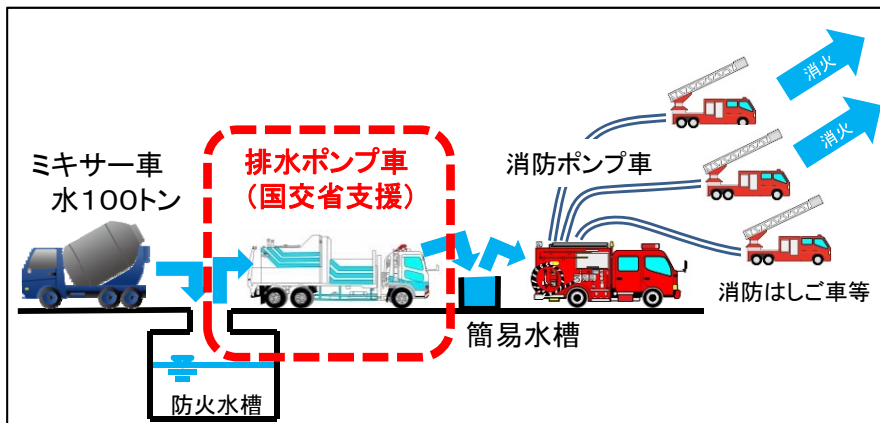 消火
消火
ミキサー車
水100トン
排水ポンプ車
(国交省支援)
消防ポンプ車
消防はしご車等
簡易水槽
防火水槽